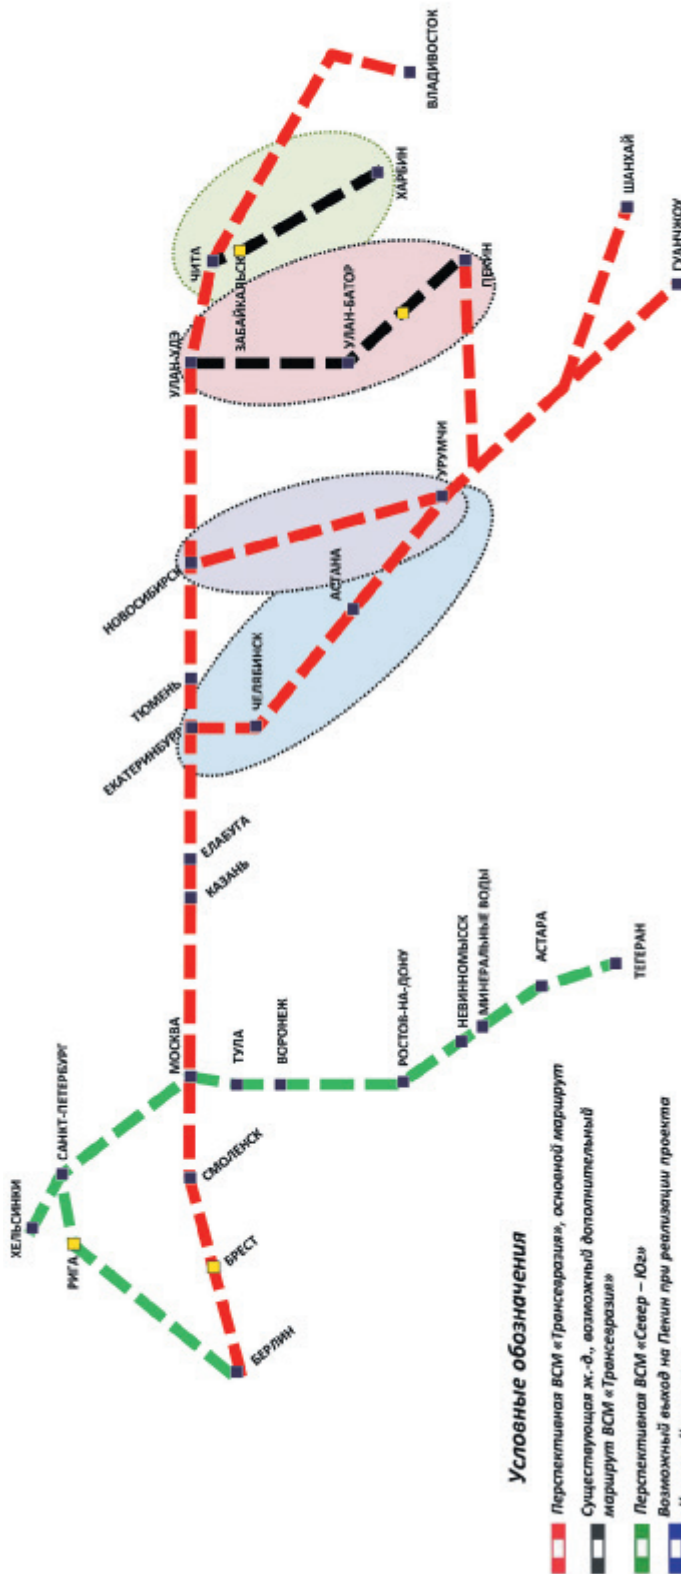 ХЕЛЬСИНКИ
САНКТ-ПЕТЕРБУРГ
РИГА
БЕРЛИН
БРЕСТ
СМОЛЕНСК
МОСКВА
ТУЛА
ВОРОНЕЖ
РОСТОВ-НА-ДОНУ
НЕВИННОМЫССК
МИНЕРАЛЬНЫЕ ВОДЫ
АСТАРА
ТЕГЕРАН
КАЗАНЬ
ЕЛАБУГА
ЕКАТЕРИНБУРГ
ТЮМЕНЬ
ЧЕЛЯБИНСК
АСТАНА
НОВОСИБИРСК
УРУМЧИ
УЛАН-УДЭ
УЛАН-БАТОР
ПЕКИН
ЧИТА
ЗАБАЙКАЛЬСК
ХАРБИН
ВЛАДИВОСТОК
ШАНХАЙ
ГУАНЧЖОУ
Условные обозначения
Перспективная ВСМ «Трансевразия», основной маршрут
Существующая ж.-д., возможный дополнительный
маршрут ВСМ «Трансевразия»
Перспективная ВСМ «Север – Юг»
Возможный выход на Пекин при реализации проекта